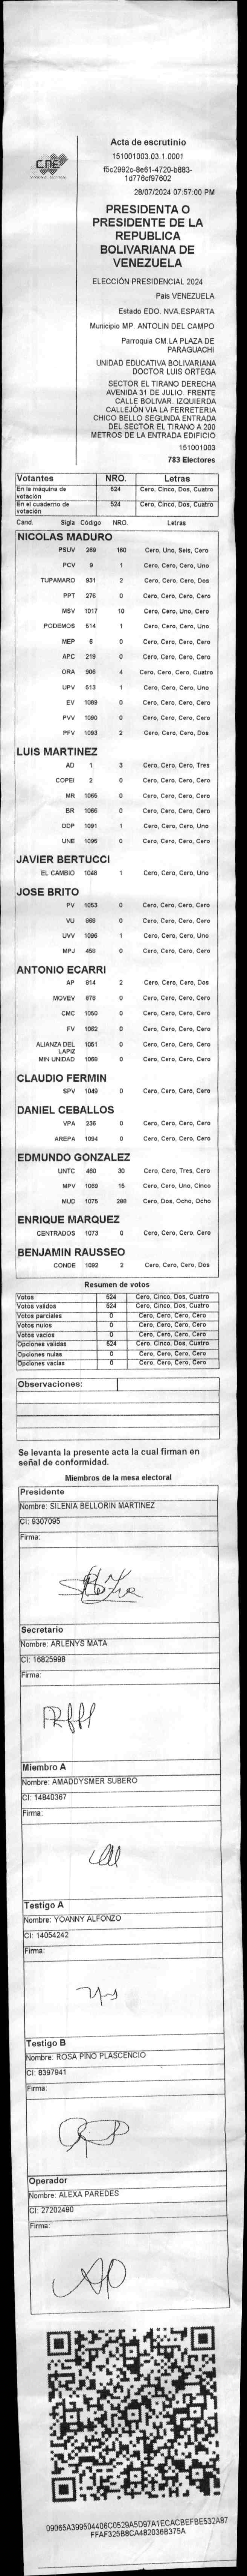 CNE
Acta de escrutinio
151001003.03.1.0001
f5c2992c-8e61-4720-b883-
1d776cf97602
28/07/2024 07:57:00 PM
PRESIDENTA O
PRESIDENTE DE LA
REPUBLICA
BOLIVARIANA DE
VENEZUELA
ELECCIÓN PRESIDENCIAL 2024
Pais VENEZUELA
Estado EDO. NVA.ESPARTA
Municipio MP. ANTOLIN DEL CAMPO
Parroquia CM.LA PLAZA DE
PARAGUACHI
UNIDAD EDUCATIVA BOLIVARIANA
DOCTOR LUIS ORTEGA
SECTOR EL TIRANO DERECHA
AVENIDA 31 DE JULIO. FRENTE
CALLE BOLIVAR. IZQUIERDA
CALLEJÓN VIA LA FERRETERIA
CHICO BELLO SEGUNDA ENTRADA
DEL SECTOR EL TIRANO A 200
METROS DE LA ENTRADA EDIFICIO
151001003
783 Electores
Votantes NRO. Letras
En la máquina de votación 524 Cero, Cinco, Dos, Cuatro
En el cuaderno de votación 524 Cero, Cinco, Dos, Cuatro
Cand. Sigla Código NRO. Letras
NICOLAS MADURO
PSUV 269 160 Cero, Uno, Seis, Cero
PCV 9 1 Cero, Cero, Cero, Uno
TUPAMARO 931 2 Cero, Cero, Cero, Dos
PPT 276 0 Cero, Cero, Cero, Cero
MSV 1017 10 Cero, Cero, Uno, Cero
PODEMOS 514 1 Cero, Cero, Cero, Uno
MEP 6 0 Cero, Cero, Cero, Cero
APC 219 0 Cero, Cero, Cero, Cero
ORA 906 4 Cero, Cero, Cero, Cuatro
UPV 613 1 Cero, Cero, Cero, Uno
EV 1089 0 Cero, Cero, Cero, Cero
PVV 1090 0 Cero, Cero, Cero, Cero
PFV 1093 2 Cero, Cero, Cero, Dos
LUIS MARTINEZ
AD 1 3 Cero, Cero, Cero, Tres
COPEI 2 0 Cero, Cero, Cero, Cero
MR 1065 0 Cero, Cero, Cero, Cero
BR 1066 0 Cero, Cero, Cero, Cero
DDP 1091 1 Cero, Cero, Cero, Uno
UNE 1095 0 Cero, Cero, Cero, Cero
JAVIER BERTUCCI
EL CAMBIO 1048 1 Cero, Cero, Cero, Uno
JOSE BRITO
PV 1053 0 Cero, Cero, Cero, Cero
VU 968 0 Cero, Cero, Cero, Cero
UVV 1096 1 Cero, Cero, Cero, Uno
MPJ 458 0 Cero, Cero, Cero, Cero
ANTONIO ECARRI
AP 814 2 Cero, Cero, Cero, Dos
MOVEV 978 0 Cero, Cero, Cero, Cero
CMC 1050 0 Cero, Cero, Cero, Cero
FV 1062 0 Cero, Cero, Cero, Cero
ALIANZA DEL LAPIZ 1051 0 Cero, Cero, Cero, Cero
MIN UNIDAD 1068 0 Cero, Cero, Cero, Cero
CLAUDIO FERMIN
SPV 1049 0 Cero, Cero, Cero, Cero
DANIEL CEBALLOS
VPA 236 0 Cero, Cero, Cero, Cero
AREPA 1094 0 Cero, Cero, Cero, Cero
EDMUNDO GONZALEZ
UNTC 460 30 Cero, Cero, Tres, Cero
MPV 1069 15 Cero, Cero, Uno, Cinco
MUD 1075 288 Cero, Dos, Ocho, Ocho
ENRIQUE MARQUEZ
CENTRADOS 1073 0 Cero, Cero, Cero, Cero
BENJAMIN RAUSSEO
CONDE 1092 2 Cero, Cero, Cero, Dos
Resumen de votos
Votos 524 Cero, Cinco, Dos, Cuatro
Votos validos 524 Cero, Cinco, Dos, Cuatro
Votos parciales 0 Cero, Cero, Cero, Cero
Votos nulos 0 Cero, Cero, Cero, Cero
Votos vacíos 0 Cero, Cero, Cero, Cero
Opciones validas 524 Cero, Cinco, Dos, Cuatro
Opciones nulas 0 Cero, Cero, Cero, Cero
Opciones vacías 0 Cero, Cero, Cero, Cero
Observaciones:
Se levanta la presente acta la cual firman en
señal de conformidad.
Miembros de la mesa electoral
Presidente
Nombre: SILENIA BELLORIN MARTINEZ
CI: 9307095
Firma:
Secretario
Nombre: ARLENYS MATA
CI: 16825998
Firma:
Miembro A
Nombre: AMADDYSMER SUBERO
CI: 14840367
Firma:
Testigo A
Nombre: YOANNY ALFONZO
CI: 14054242
Firma:
Testigo B
Nombre: ROSA PINO PLASCENCIO
CI: 8397941
Firma:
Operador
Nombre: ALEXA PAREDES
CI: 27202490
Firma:
09065A399504406C0529A5D97A1ECACBEFBE532AB7
FFAF325B8CA4B2036B375A